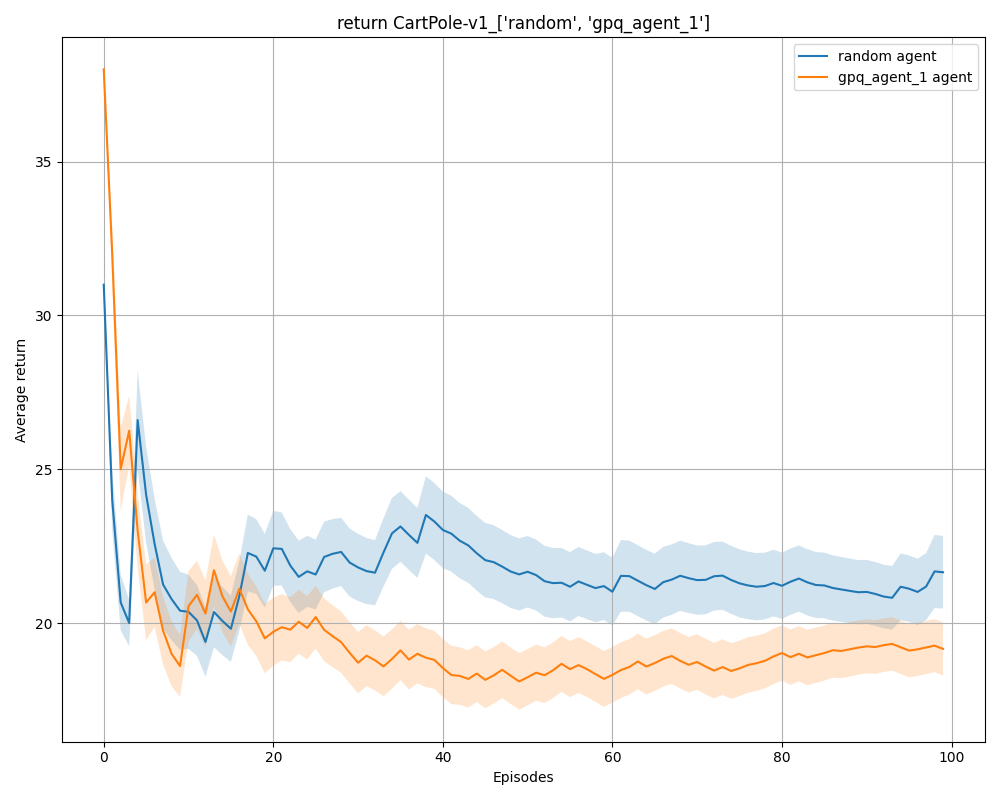 return CartPole-v1_['random', 'gpq_agent_1']
random agent
gpq_agent_1 agent
Average return
35
30
25
20
0 20 40 60 80 100
Episodes